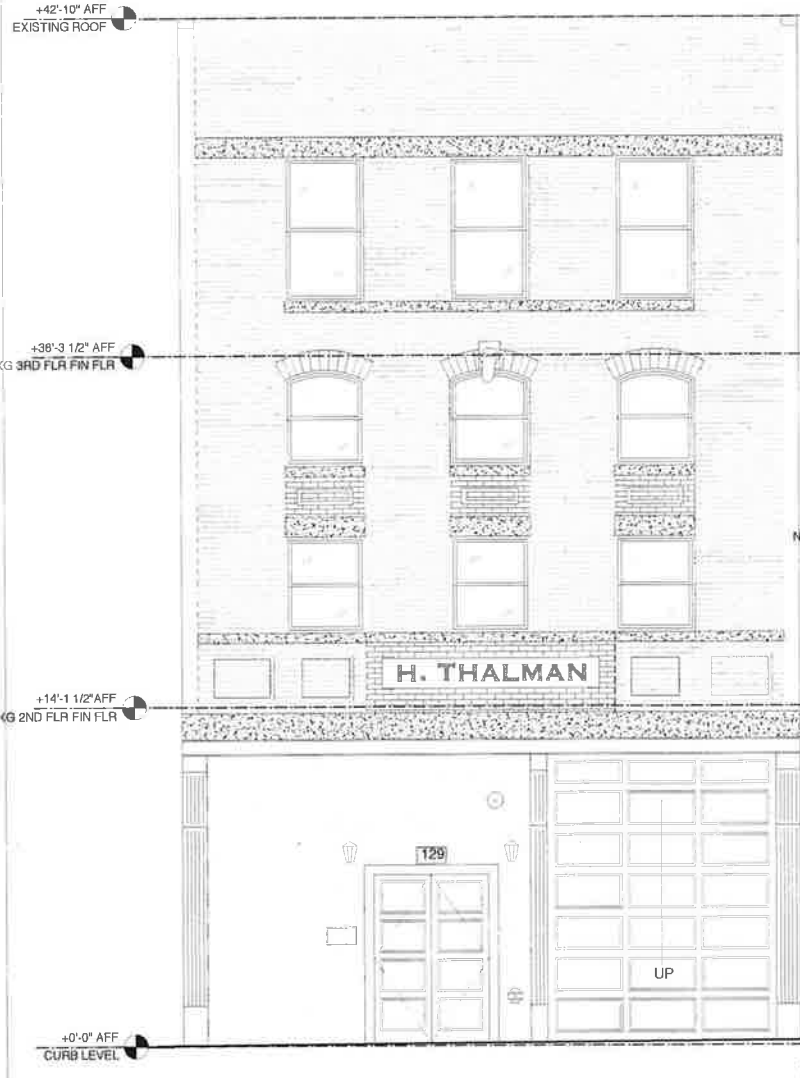 +42'-10" AFF
EXISTING ROOF
+36'-3 1/2" AFF
3RD FLR FIN FLR
H. THALMAN
+14'-1 1/2"AFF
2ND FLR FIN FLR
129
UP
+0'-0" AFF
CURB LEVEL